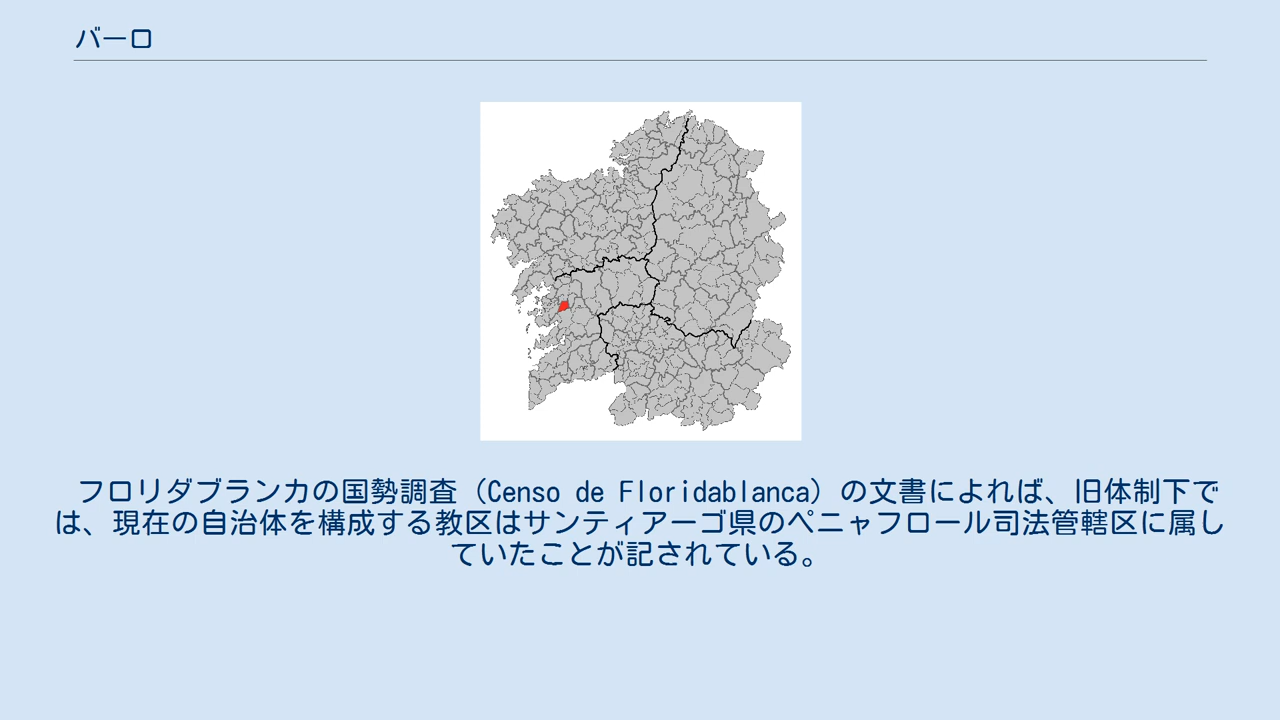 バーロ
フロリダブランカの国勢調査（Censo de Floridablanca）の文書によれば、旧体制下で
は、現在の自治体を構成する教区はサンティアーゴ県のペニャフロール司法管轄区に属し
ていたことが記されている。